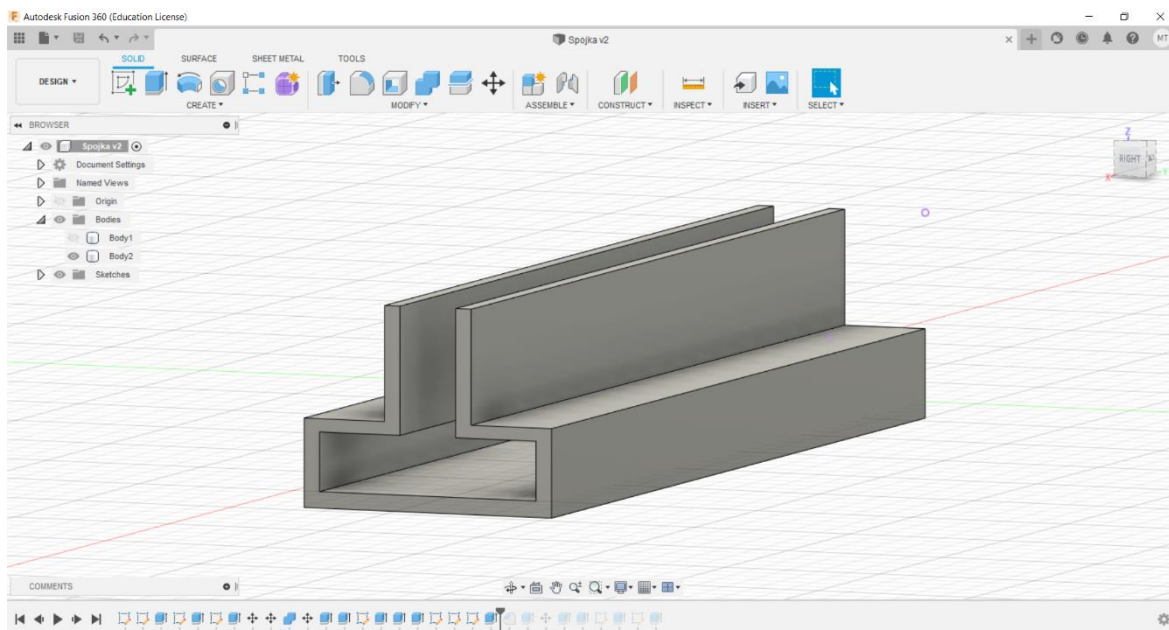 Autodesk Fusion 360 (Education License)
Spojka v2
MT
SOLID SURFACE SHEET METAL TOOLS
DESIGN
CREATE MODIFY ASSEMBLE CONSTRUCT INSPECT INSERT SELECT
BROWSER
Spojka v2
Document Settings
Named Views
Origin
Bodies
Body1
Body2
Sketches
Z
RIGHT
X
Y
COMMENTS